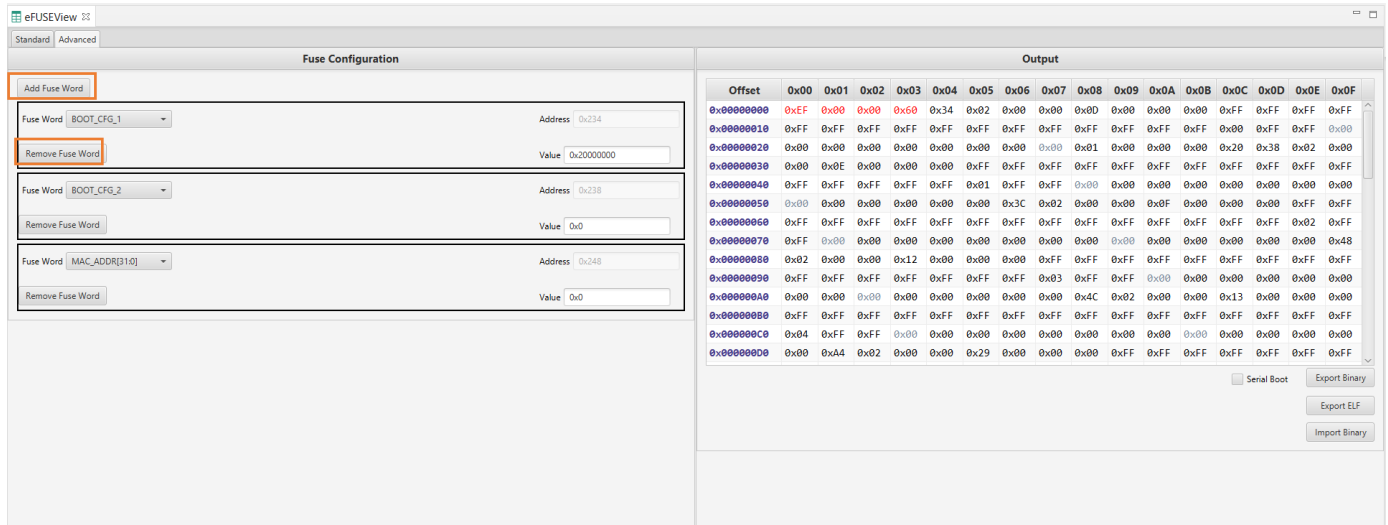 eFUSEView
Standard Advanced
Fuse Configuration
Add Fuse Word
Fuse Word BOOT_CFG_1 Address 0x234
Remove Fuse Word Value 0x20000000
Fuse Word BOOT_CFG_2 Address 0x238
Remove Fuse Word Value 0x0
Fuse Word MAC_ADDR[31:0] Address 0x248
Remove Fuse Word Value 0x0
Output
Offset 0x00 0x01 0x02 0x03 0x04 0x05 0x06 0x07 0x08 0x09 0x0A 0x0B 0x0C 0x0D 0x0E 0x0F
0x00000000 0xEF 0x00 0x00 0x60 0x34 0x02 0x00 0x00 0x0D 0x00 0x00 0x00 0xFF 0xFF 0xFF 0xFF
0x00000010 0xFF 0xFF 0xFF 0xFF 0xFF 0xFF 0xFF 0xFF 0xFF 0xFF 0xFF 0xFF 0x00 0xFF 0xFF 0x00
0x00000020 0x00 0x00 0x00 0x00 0x00 0x00 0x00 0x00 0x01 0x00 0x00 0x00 0x20 0x38 0x02 0x00
0x00000030 0x00 0x0E 0x00 0x00 0x00 0xFF 0xFF 0xFF 0xFF 0xFF 0xFF 0xFF 0xFF 0xFF 0xFF 0xFF
0x00000040 0xFF 0xFF 0xFF 0xFF 0xFF 0x01 0xFF 0xFF 0x00 0x00 0x00 0x00 0x00 0x00 0x00 0x00
0x00000050 0x00 0x00 0x00 0x00 0x00 0x00 0x3C 0x02 0x00 0x00 0x0F 0x00 0x00 0x00 0xFF 0xFF
0x00000060 0xFF 0xFF 0xFF 0xFF 0xFF 0xFF 0xFF 0xFF 0xFF 0xFF 0xFF 0xFF 0xFF 0xFF 0x02 0xFF
0x00000070 0xFF 0x00 0x00 0x00 0x00 0x00 0x00 0x00 0x00 0x00 0x00 0x00 0x00 0x00 0x00 0x48
0x00000080 0x02 0x00 0x00 0x12 0x00 0x00 0x00 0xFF 0xFF 0xFF 0xFF 0xFF 0xFF 0xFF 0xFF 0xFF
0x00000090 0xFF 0xFF 0xFF 0xFF 0xFF 0xFF 0xFF 0x03 0xFF 0xFF 0x00 0x00 0x00 0x00 0x00 0x00
0x000000A0 0x00 0x00 0x00 0x00 0x00 0x00 0x00 0x00 0x4C 0x02 0x00 0x00 0x13 0x00 0x00 0x00
0x000000B0 0xFF 0xFF 0xFF 0xFF 0xFF 0xFF 0xFF 0xFF 0xFF 0xFF 0xFF 0xFF 0xFF 0xFF 0xFF 0xFF
0x000000C0 0x04 0xFF 0xFF 0x00 0x00 0x00 0x00 0x00 0x00 0x00 0x00 0x00 0x00 0x00 0x00 0x00
0x000000D0 0x00 0xA4 0x02 0x00 0x00 0x29 0x00 0x00 0x00 0xFF 0xFF 0xFF 0xFF 0xFF 0xFF 0xFF
Serial Boot Export Binary
Export ELF
Import Binary